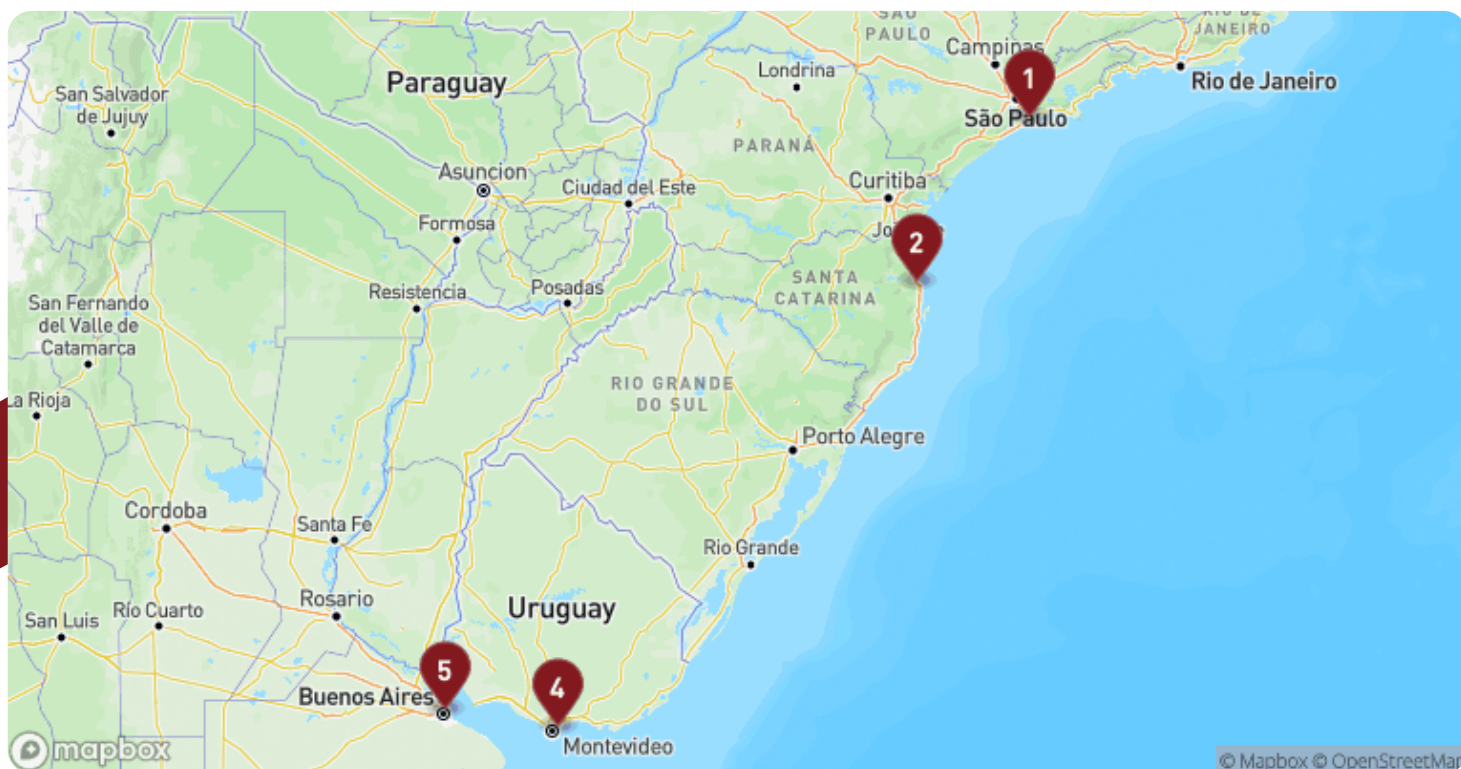 SÃO
PAULO
RIO DE
JANEIRO
Campinas
Londrina
Paraguay
San Salvador
de Jujuy
1
Rio de Janeiro
São Paulo
PARANÁ
Asuncion
Ciudad del Este
Curitiba
Formosa
2
SANTA
CATARINA
Resistencia
Posadas
San Fernando
del Valle de
Catamarca
RIO GRANDE
DO SUL
La Rioja
Porto Alegre
Cordoba
Santa Fe
Rio Grande
Rosario
Uruguay
San Luis
Río Cuarto
5
4
Buenos Aires
Montevideo
mapbox
© Mapbox © OpenStreetMap